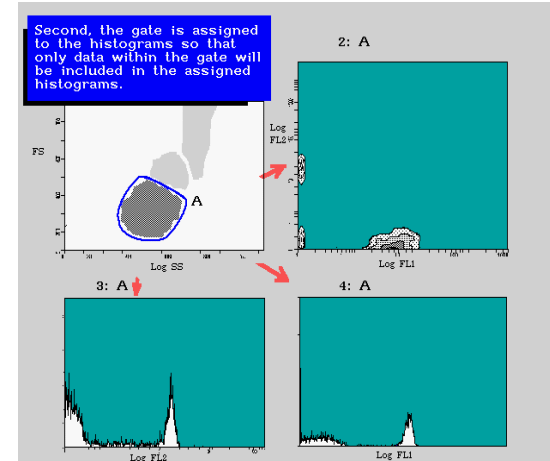 Second, the gate is assigned
to the histograms so that
only data within the gate will
be included in the assigned
histograms.
2: A
Log
FL2
FS
A
Log SS
Log FL1
3: A
4: A
Log FL2
Log FL1